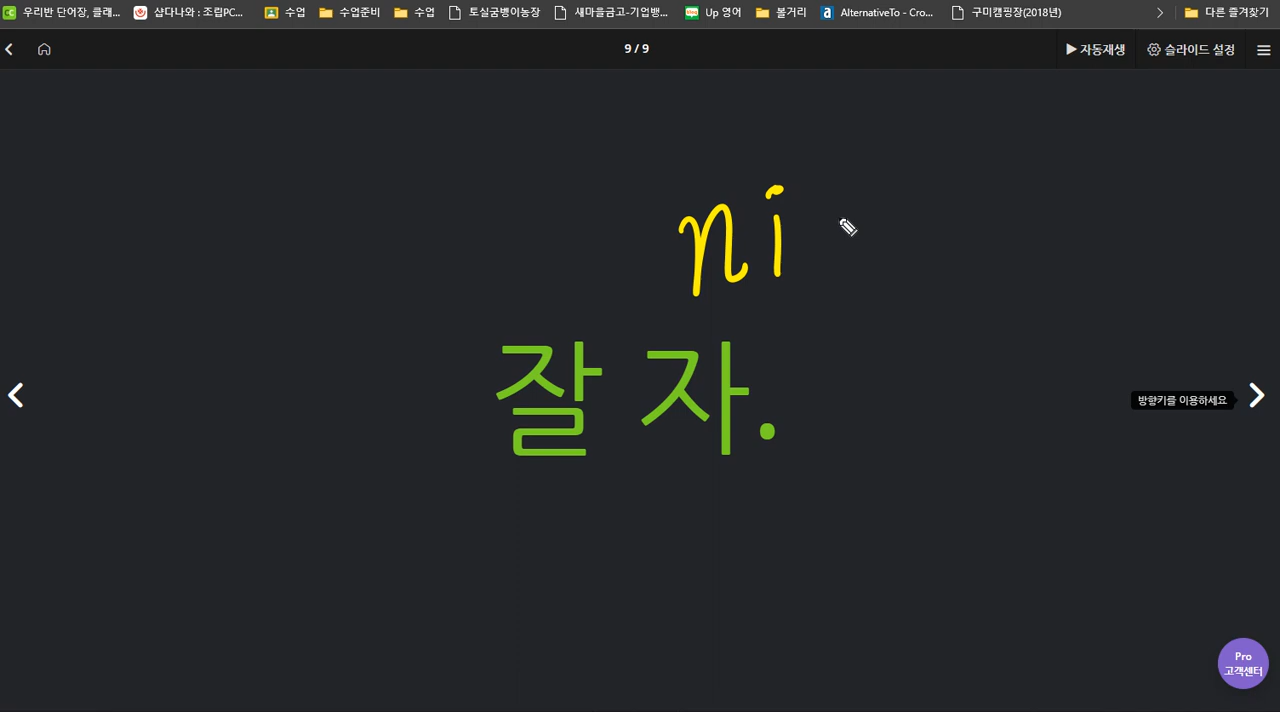 우리반 단어장, 클래... 샵다나와 : 조립PC... 수업 수업준비 수업 토실굼벵이농장 새마을금고-기업뱅... Up 영어 볼거리 AlternativeTo - Cro... 구미캠핑장(2018년) 다른 즐겨찾기
9 / 9 자동재생 슬라이드 설정
ni
잘 자.
방향키를 이용하세요
Pro
고객센터